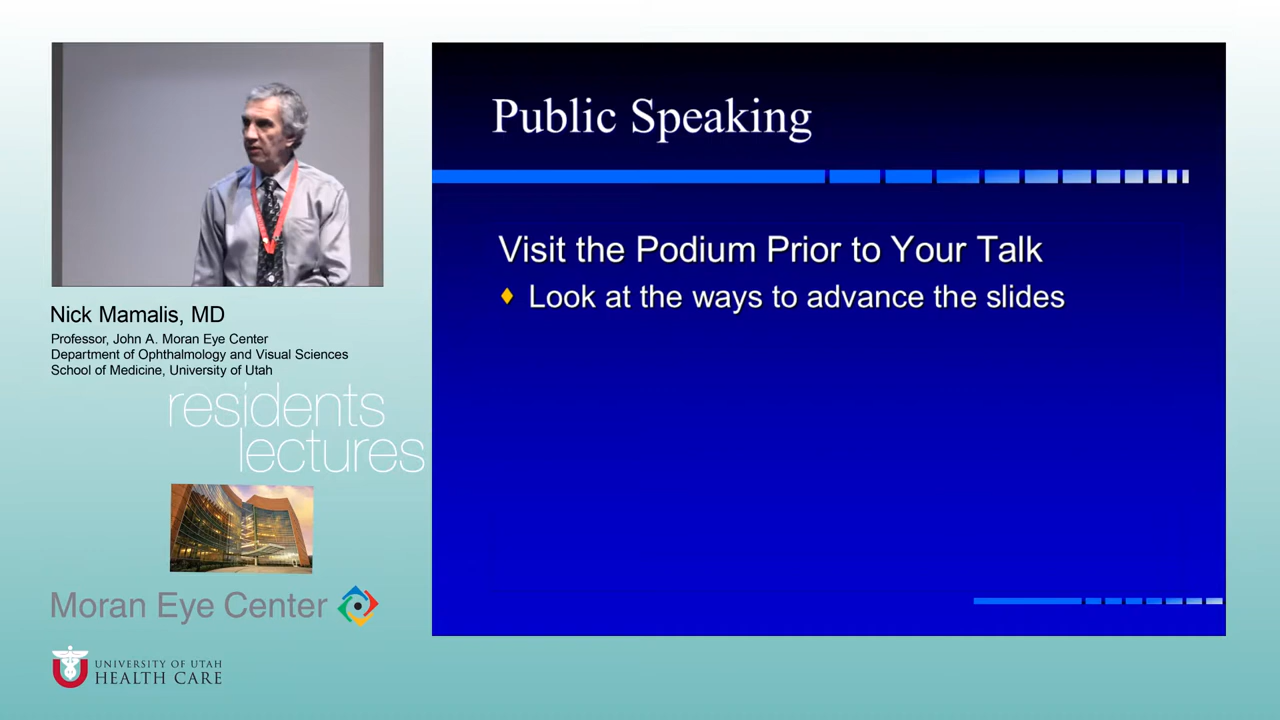 Public Speaking
Visit the Podium Prior to Your Talk
Look at the ways to advance the slides
Nick Mamalis, MD
Professor, John A. Moran Eye Center
Department of Ophthalmology and Visual Sciences
School of Medicine, University of Utah
residents
lectures
Moran Eye Center
UNIVERSITY OF UTAH
HEALTH CARE